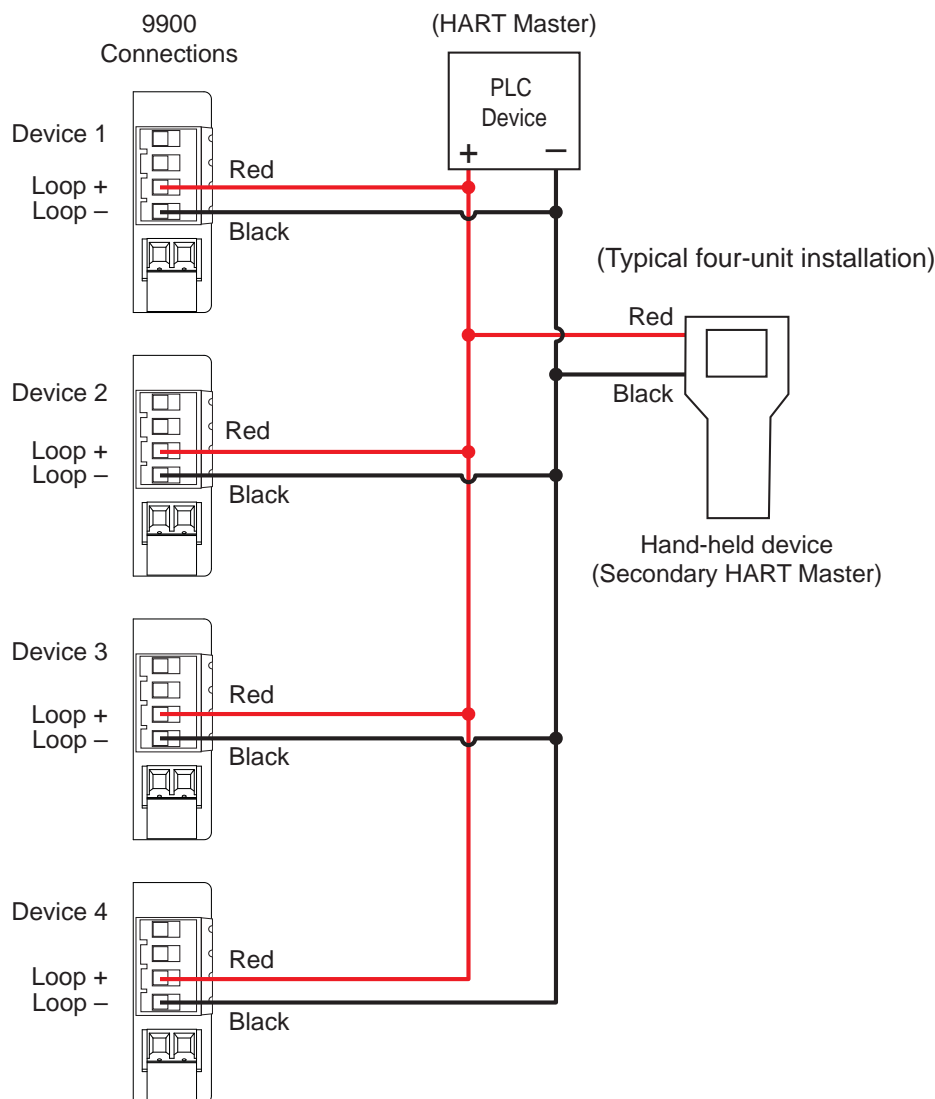 9900
Connections
(HART Master)
PLC
Device
+
–
Device 1
Loop +
Loop –
Red
Black
(Typical four-unit installation)
Red
Black
Hand-held device
(Secondary HART Master)
Device 2
Loop +
Loop –
Red
Black
Device 3
Loop +
Loop –
Red
Black
Device 4
Loop +
Loop –
Red
Black